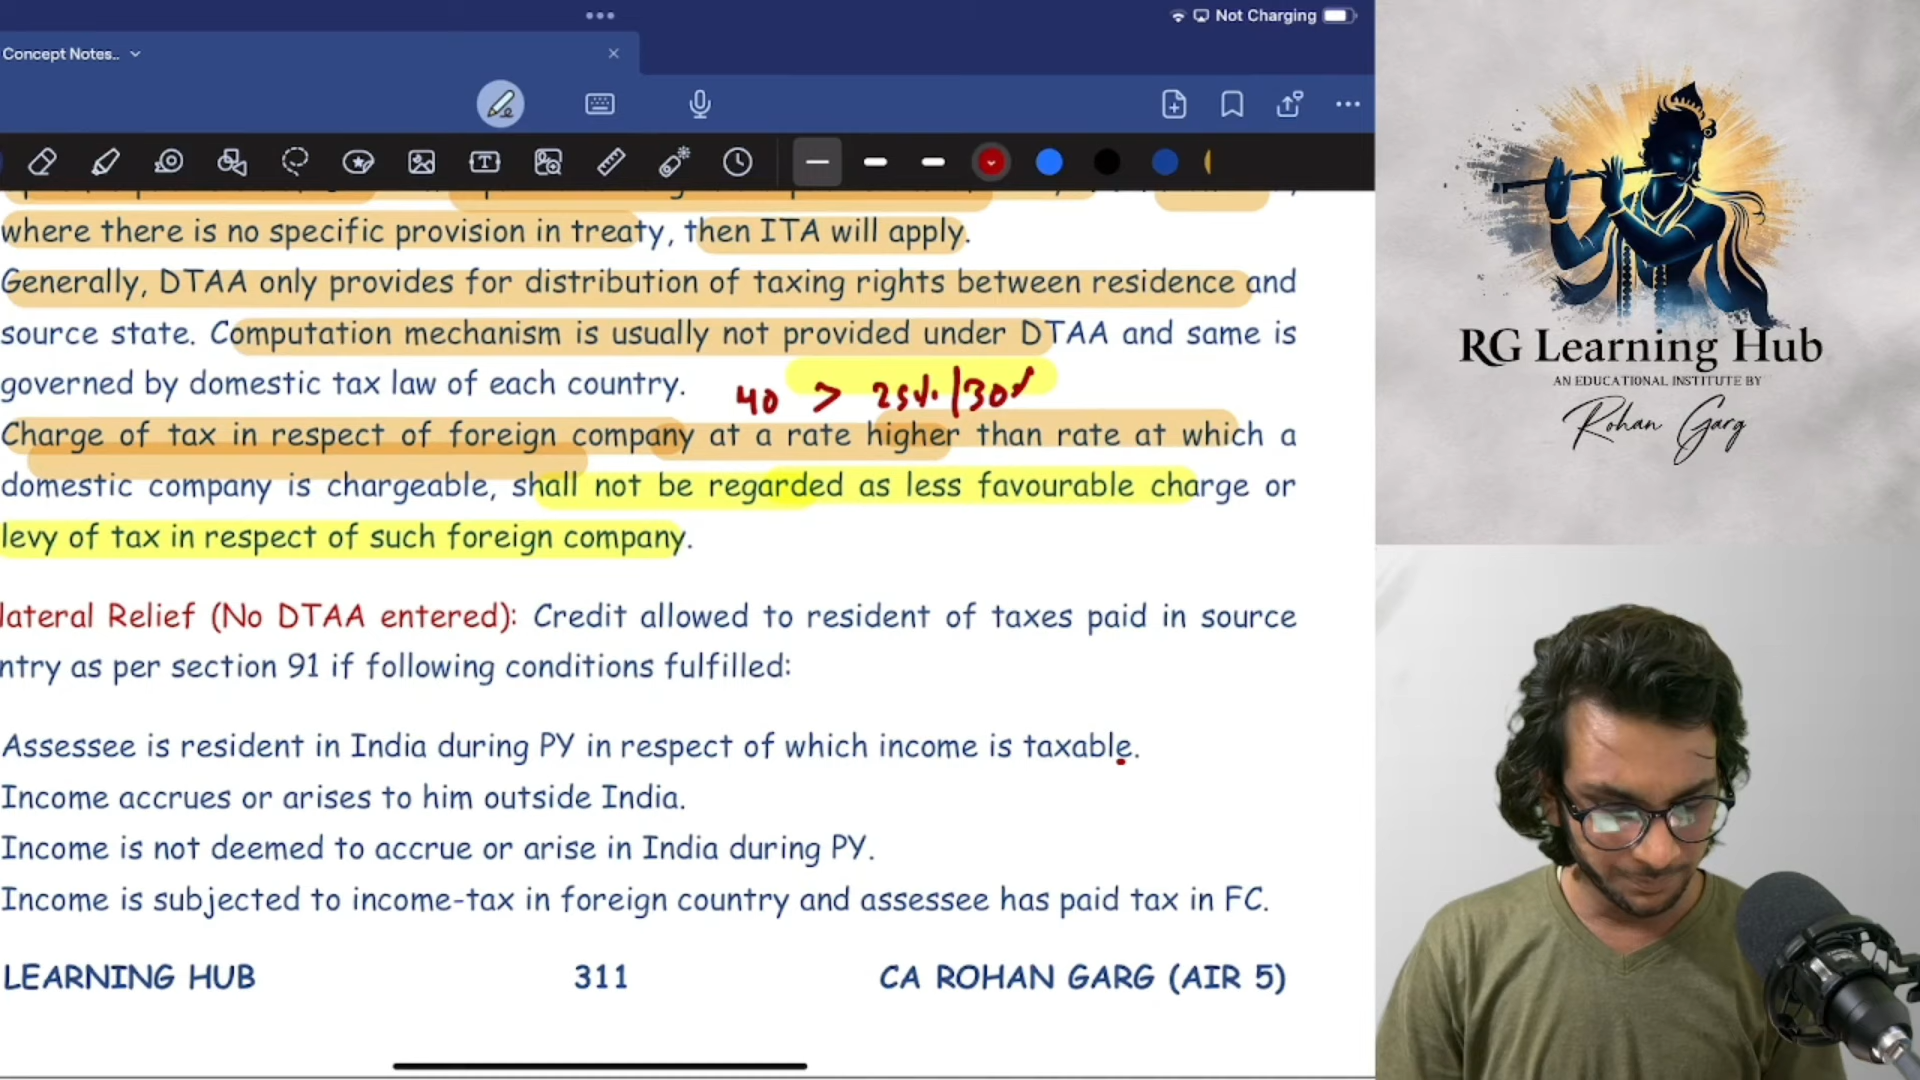 Not Charging
Concept Notes..
where there is no specific provision in treaty, then ITA will apply.
Generally, DTAA only provides for distribution of taxing rights between residence and
source state. Computation mechanism is usually not provided under DTAA and same is
governed by domestic tax law of each country.
40 > 25%/30%
Charge of tax in respect of foreign company at a rate higher than rate at which a
domestic company is chargeable, shall not be regarded as less favourable charge or
levy of tax in respect of such foreign company.
lateral Relief (No DTAA entered): Credit allowed to resident of taxes paid in source
ntry as per section 91 if following conditions fulfilled:
Assessee is resident in India during PY in respect of which income is taxable.
Income accrues or arises to him outside India.
Income is not deemed to accrue or arise in India during PY.
Income is subjected to income-tax in foreign country and assessee has paid tax in FC.
LEARNING HUB 311 CA ROHAN GARG (AIR 5)
RG Learning Hub
AN EDUCATIONAL INSTITUTE BY
Rohan Garg